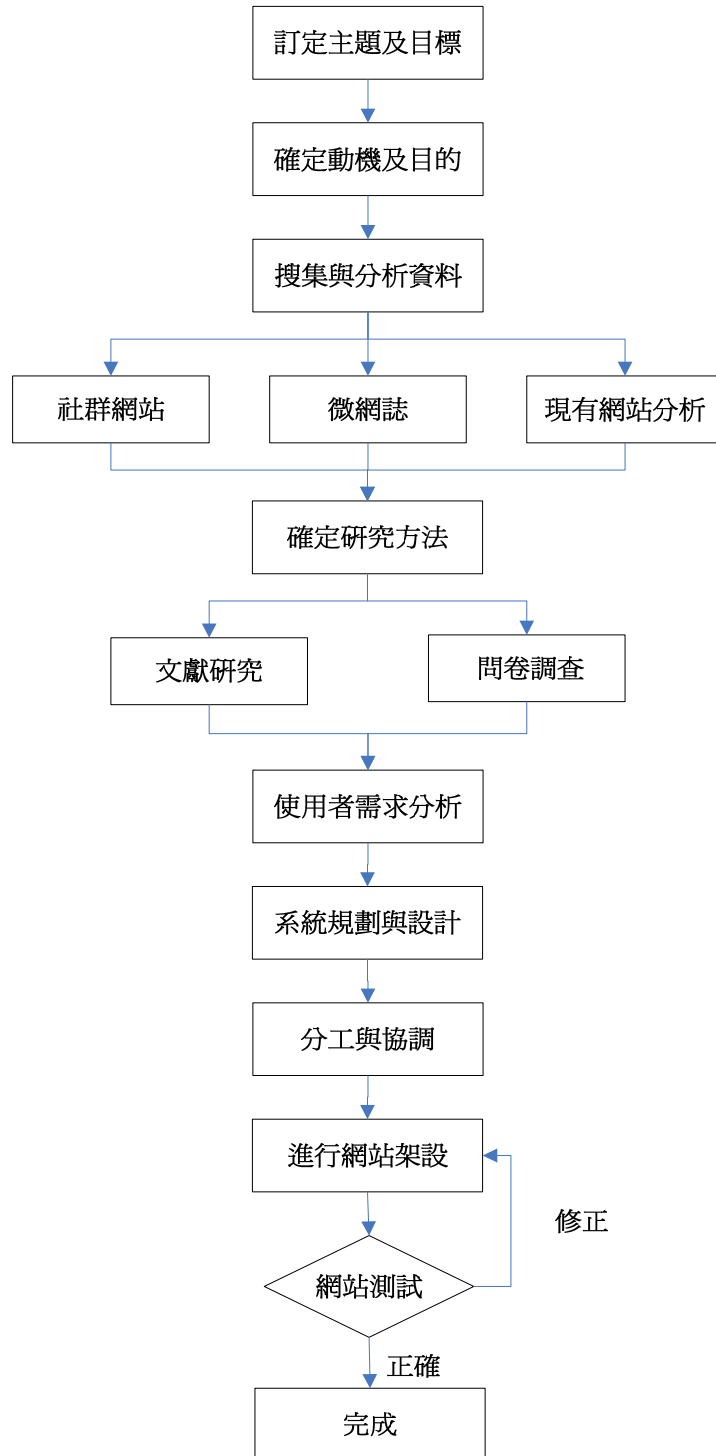 訂定主題及目標
確定動機及目的
搜集與分析資料
社群網站
微網誌
現有網站分析
確定研究方法
文獻研究
問卷調查
使用者需求分析
系統規劃與設計
分工與協調
進行網站架設
修正
網站測試
正確
完成